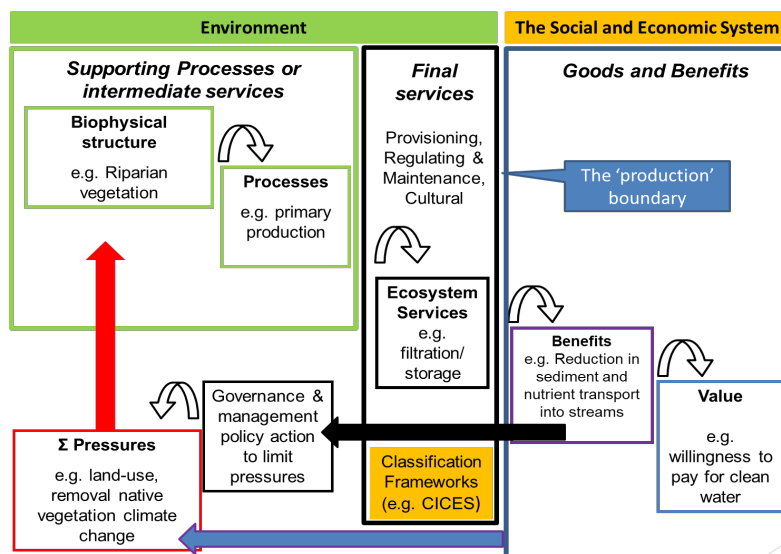 Environment
The Social and Economic System
Supporting Processes or
intermediate services
Biophysical
structure
e.g. Riparian
vegetation
Processes
e.g. primary
production
Final
services
Provisioning,
Regulating &
Maintenance,
Cultural
Goods and Benefits
The ‘production’
boundary
Ecosystem
Services
e.g.
filtration/
storage
Benefits
e.g. Reduction in
sediment and
nutrient transport
into streams
Value
e.g.
willingness to
pay for clean
water
Governance &
management
policy action
to limit
pressures
Classification
Frameworks
(e.g. CICES)
Σ Pressures
e.g. land-use,
removal native
vegetation climate
change